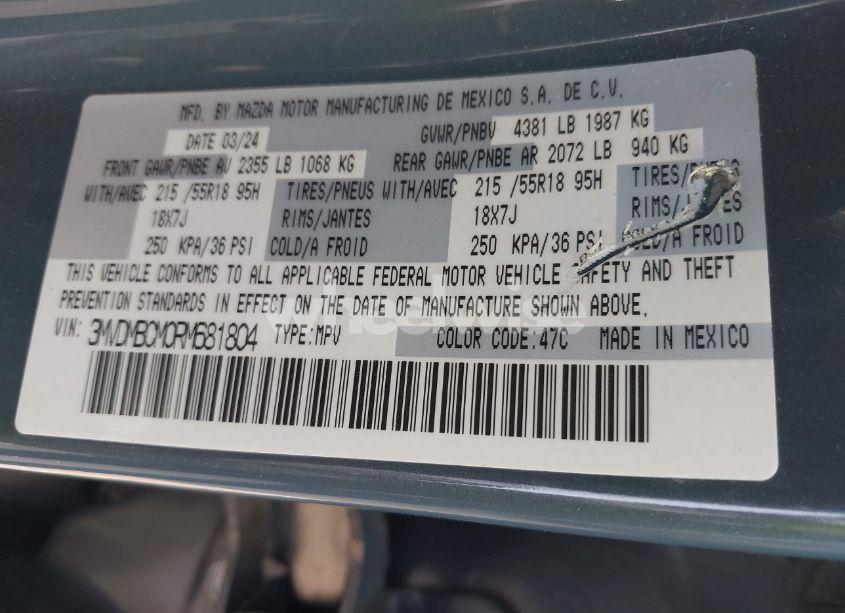 MFD. BY MAZDA MOTOR MANUFACTURING DE MEXICO S.A. DE C.V.
DATE 03/24 GVWR/PNBV 4381 LB 1987 KG
FRONT GAWR/PNBE AV 2355 LB 1068 KG REAR GAWR/PNBE AR 2072 LB 940 KG
WITH/AVEC 215 /55R18 95H TIRES/PNEUS WITH/AVEC 215 /55R18 95H TIRES/PNEUS
18X7J RIMS/JANTES 18X7J RIMS/JANTES
250 KPA/36 PSI COLD/A FROID 250 KPA/36 PSI COLD/A FROID
THIS VEHICLE CONFORMS TO ALL APPLICABLE FEDERAL MOTOR VEHICLE SAFETY AND THEFT
PREVENTION STANDARDS IN EFFECT ON THE DATE OF MANUFACTURE SHOWN ABOVE.
VIN: 3MVDMBCM0RM681804 TYPE:MPV COLOR CODE:47C MADE IN MEXICO